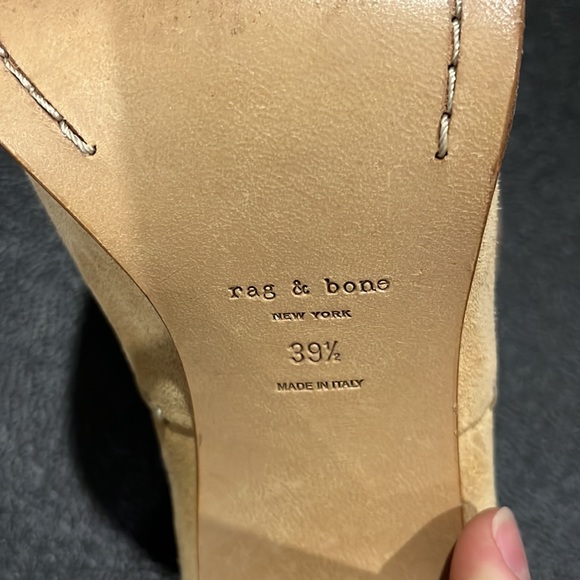 rag & bone
NEW YORK
39½
MADE IN ITALY